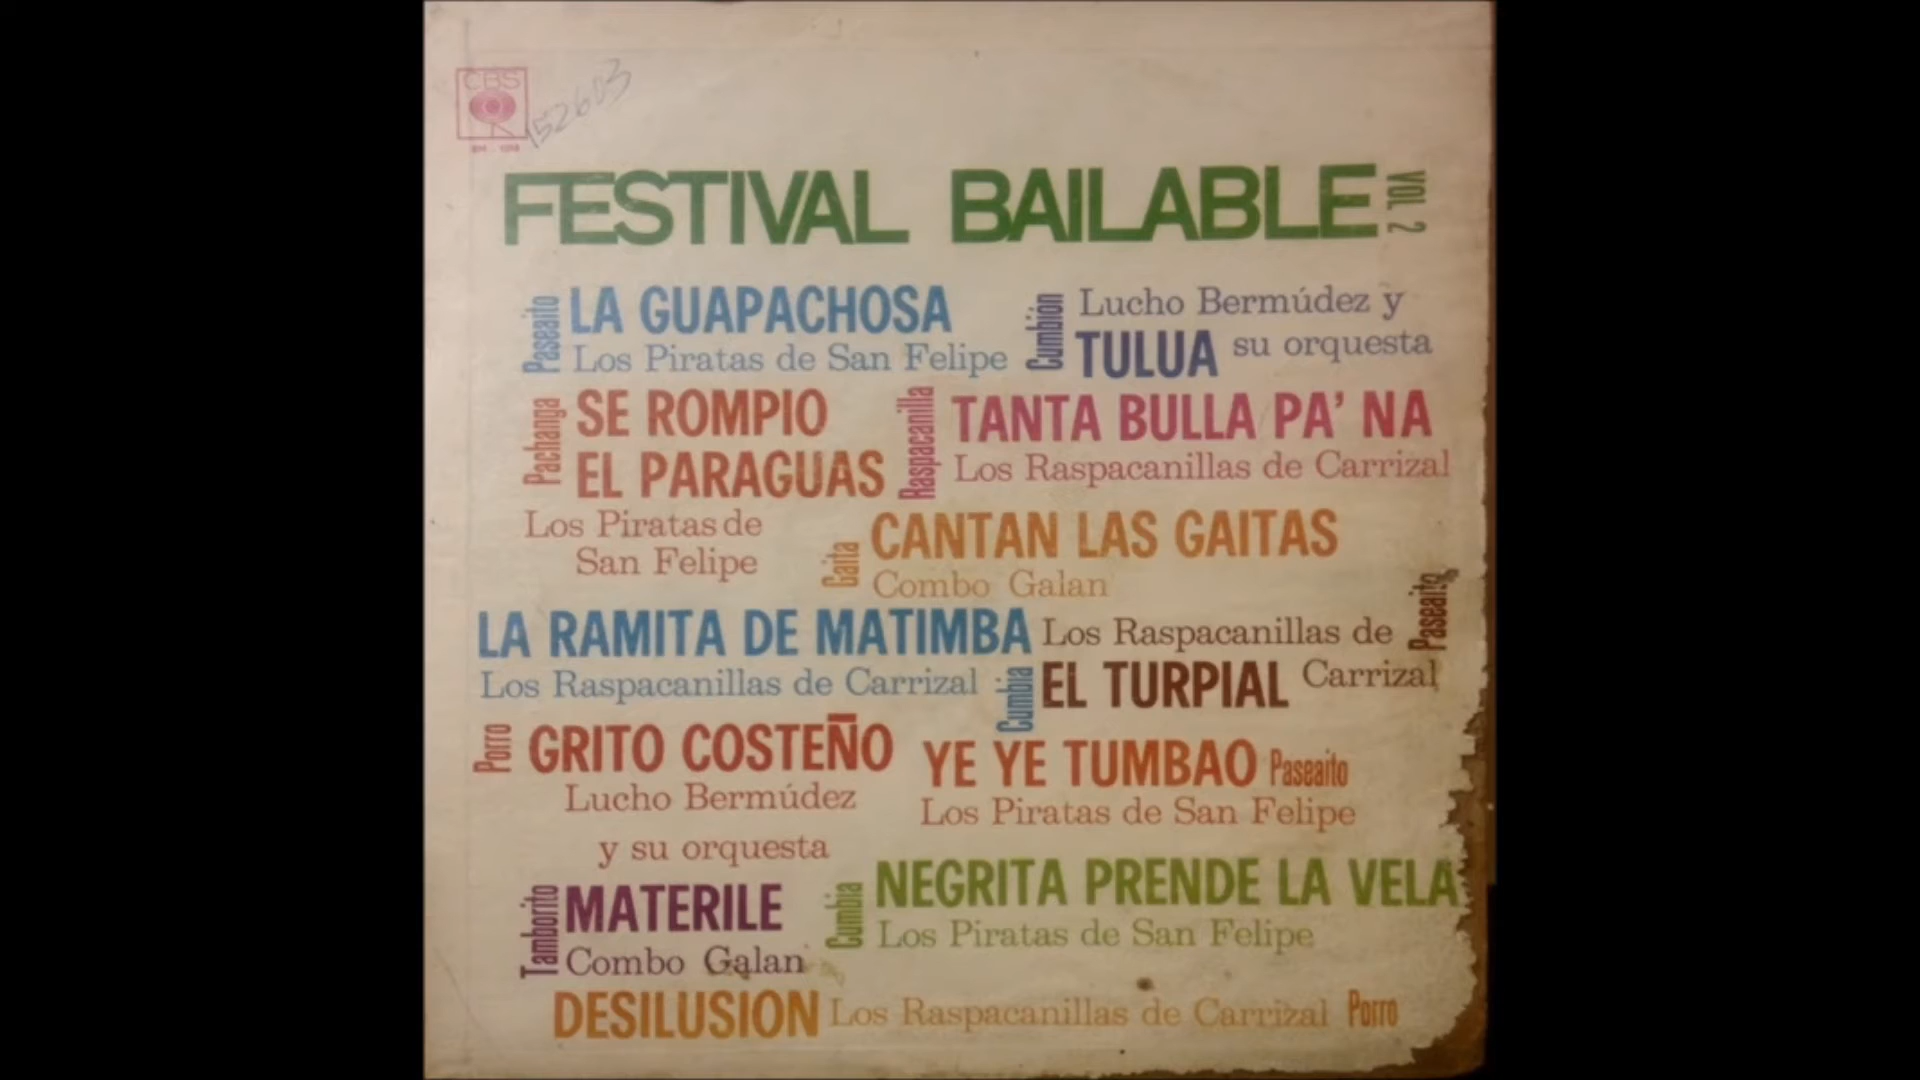 CBS
152603
FESTIVAL BAILABLE VOL 2
Paseaito
LA GUAPACHOSA
Los Piratas de San Felipe
Cumbión
Lucho Bermúdez y
TULUA su orquesta
Pachanga
SE ROMPIO
EL PARAGUAS
Los Piratas de
San Felipe
Raspacanilla
TANTA BULLA PA' NA
Los Raspacanillas de Carrizal
Gaita
CANTAN LAS GAITAS
Combo Galan
LA RAMITA DE MATIMBA
Los Raspacanillas de Carrizal
Cumbia
Los Raspacanillas de
EL TURPIAL Carrizal
Paseaito
Porro
GRITO COSTEÑO
Lucho Bermúdez
y su orquesta
YE YE TUMBAO Paseaito
Los Piratas de San Felipe
Tamborito
MATERILE
Combo Galan
Cumbia
NEGRITA PRENDE LA VELA
Los Piratas de San Felipe
DESILUSION Los Raspacanillas de Carrizal Porro